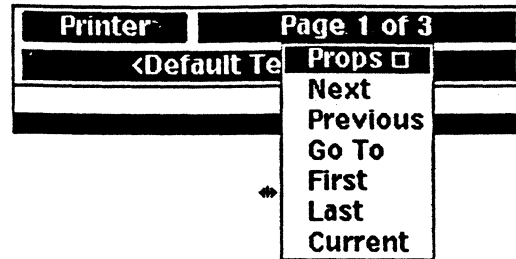 Printer Page 1 of 3
<Default Te
Props
Next
Previous
Go To
First
Last
Current